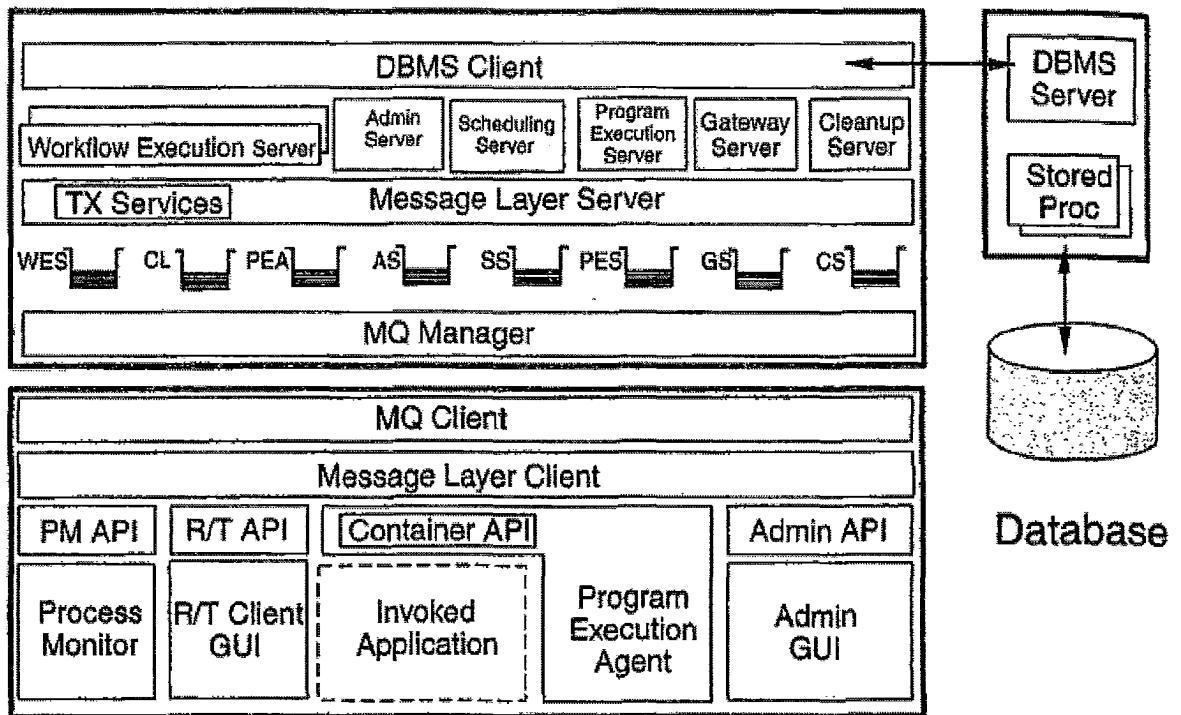 DBMS Client
Workflow Execution Server
Admin
Server
Scheduling
Server
Program
Execution
Server
Gateway
Server
Cleanup
Server
TX Services
Message Layer Server
WES CL PEA AS SS PES GS CS
MQ Manager
DBMS
Server
Stored
Proc
Database
MQ Client
Message Layer Client
PM API
R/T API
Container API
Admin API
Process
Monitor
R/T Client
GUI
Invoked
Application
Program
Execution
Agent
Admin
GUI